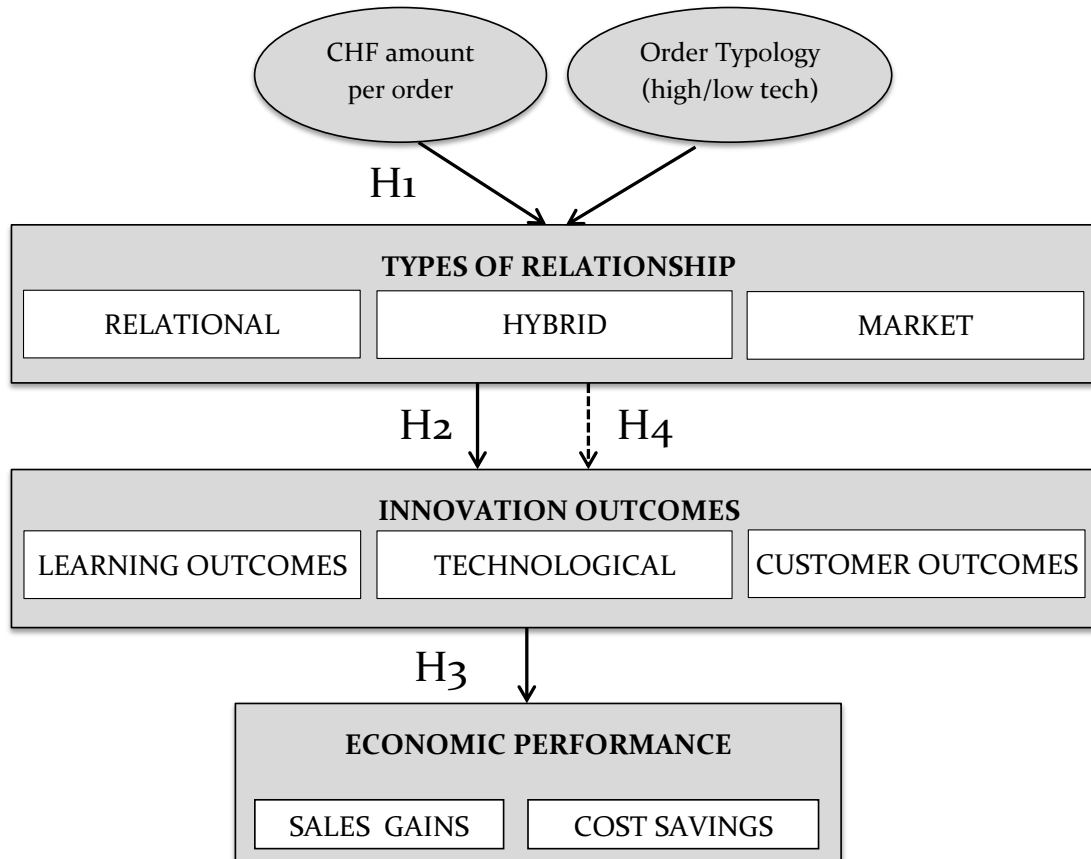 CHF amount
per order
Order Typology
(high/low tech)
H1
TYPES OF RELATIONSHIP
RELATIONAL
HYBRID
MARKET
H2
H4
INNOVATION OUTCOMES
LEARNING OUTCOMES
TECHNOLOGICAL
CUSTOMER OUTCOMES
H3
ECONOMIC PERFORMANCE
SALES GAINS
COST SAVINGS